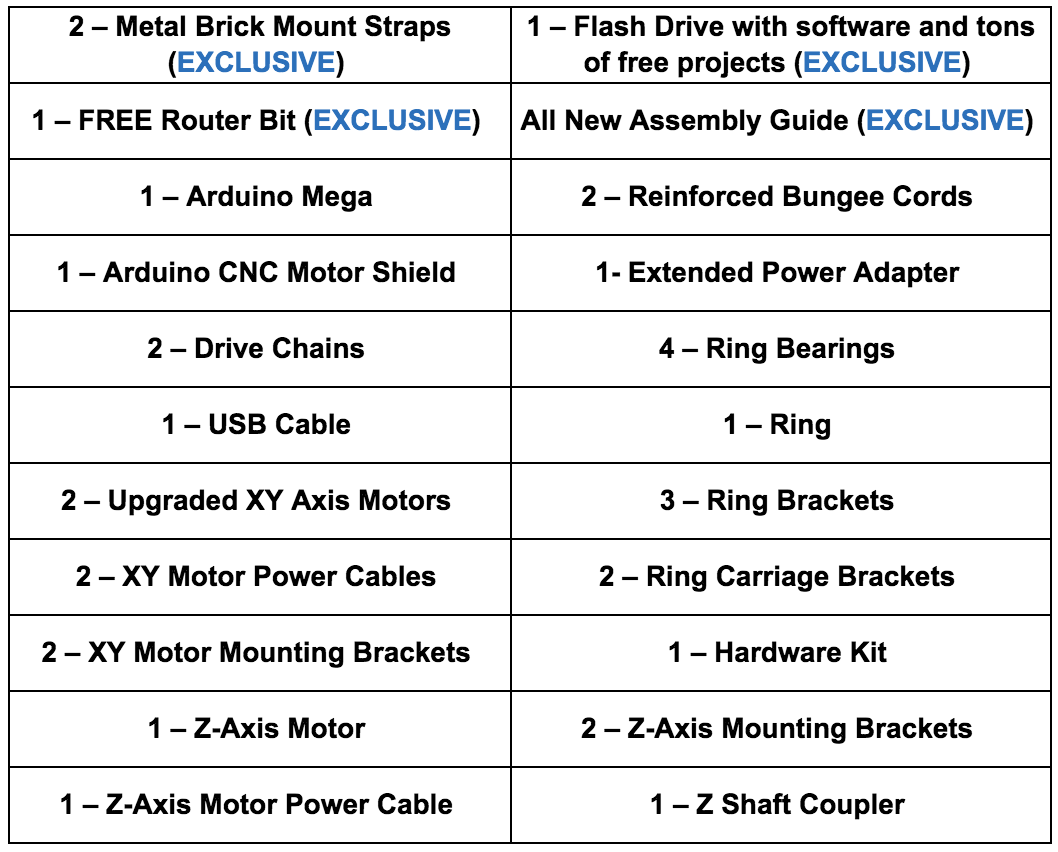 2 – Metal Brick Mount Straps
(EXCLUSIVE)
1 – Flash Drive with software and tons
of free projects (EXCLUSIVE)
1 – FREE Router Bit (EXCLUSIVE)
All New Assembly Guide (EXCLUSIVE)
1 – Arduino Mega
2 – Reinforced Bungee Cords
1 – Arduino CNC Motor Shield
1- Extended Power Adapter
2 – Drive Chains
4 – Ring Bearings
1 – USB Cable
1 – Ring
2 – Upgraded XY Axis Motors
3 – Ring Brackets
2 – XY Motor Power Cables
2 – Ring Carriage Brackets
2 – XY Motor Mounting Brackets
1 – Hardware Kit
1 – Z-Axis Motor
2 – Z-Axis Mounting Brackets
1 – Z-Axis Motor Power Cable
1 – Z Shaft Coupler